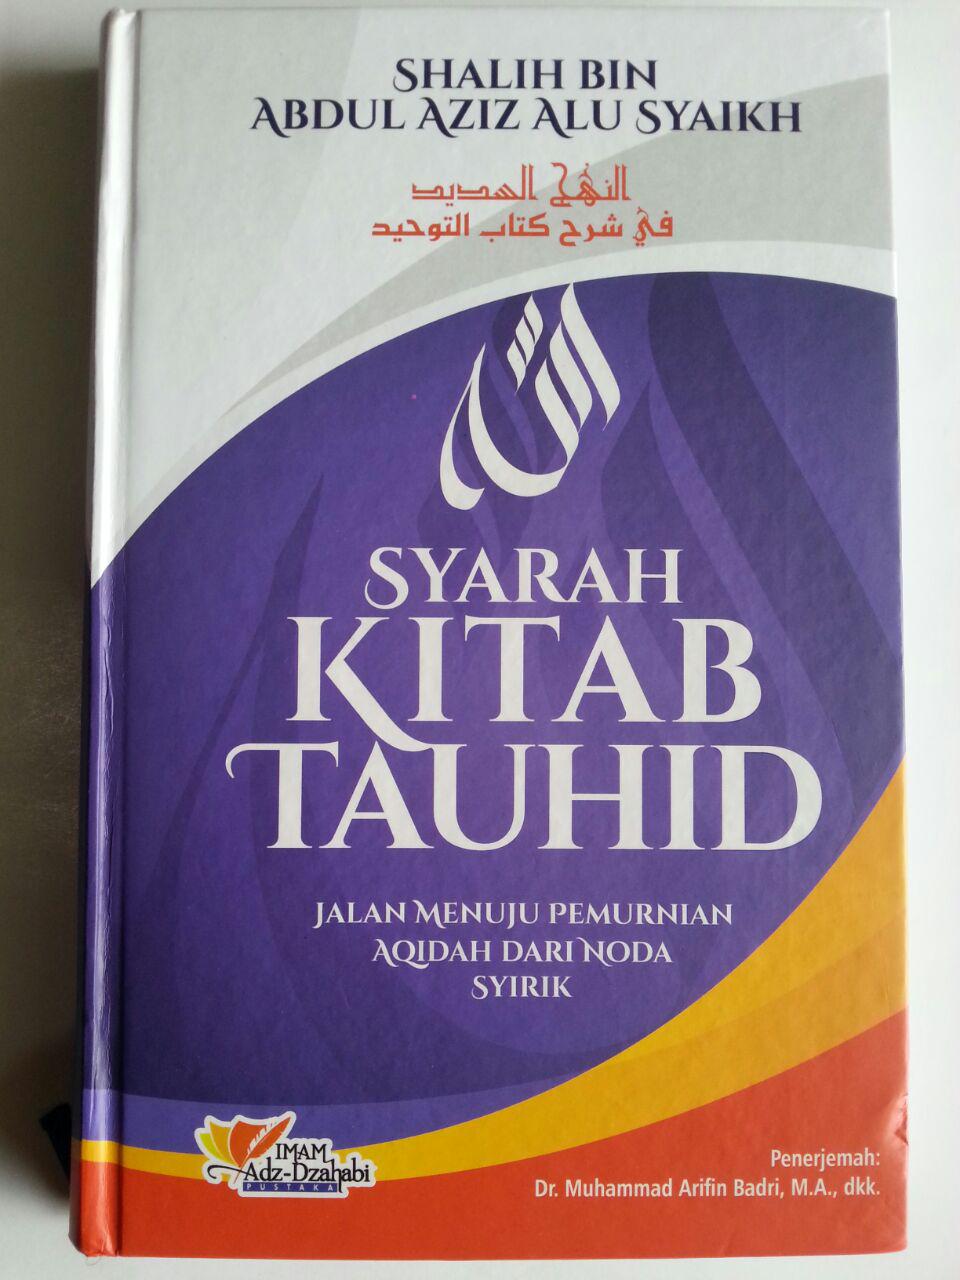 SHALIH BIN
ABDUL AZIZ ALU SYAIKH
النهج السديد
في شرح كتاب التوحيد
الله
SYARAH
KITAB
TAUHID
JALAN MENUJU PEMURNIAN
AQIDAH DARI NODA
SYIRIK
IMAM
Adz-Dzahabi
PUSTAKA
Penerjemah:
Dr. Muhammad Arifin Badri, M.A., dkk.